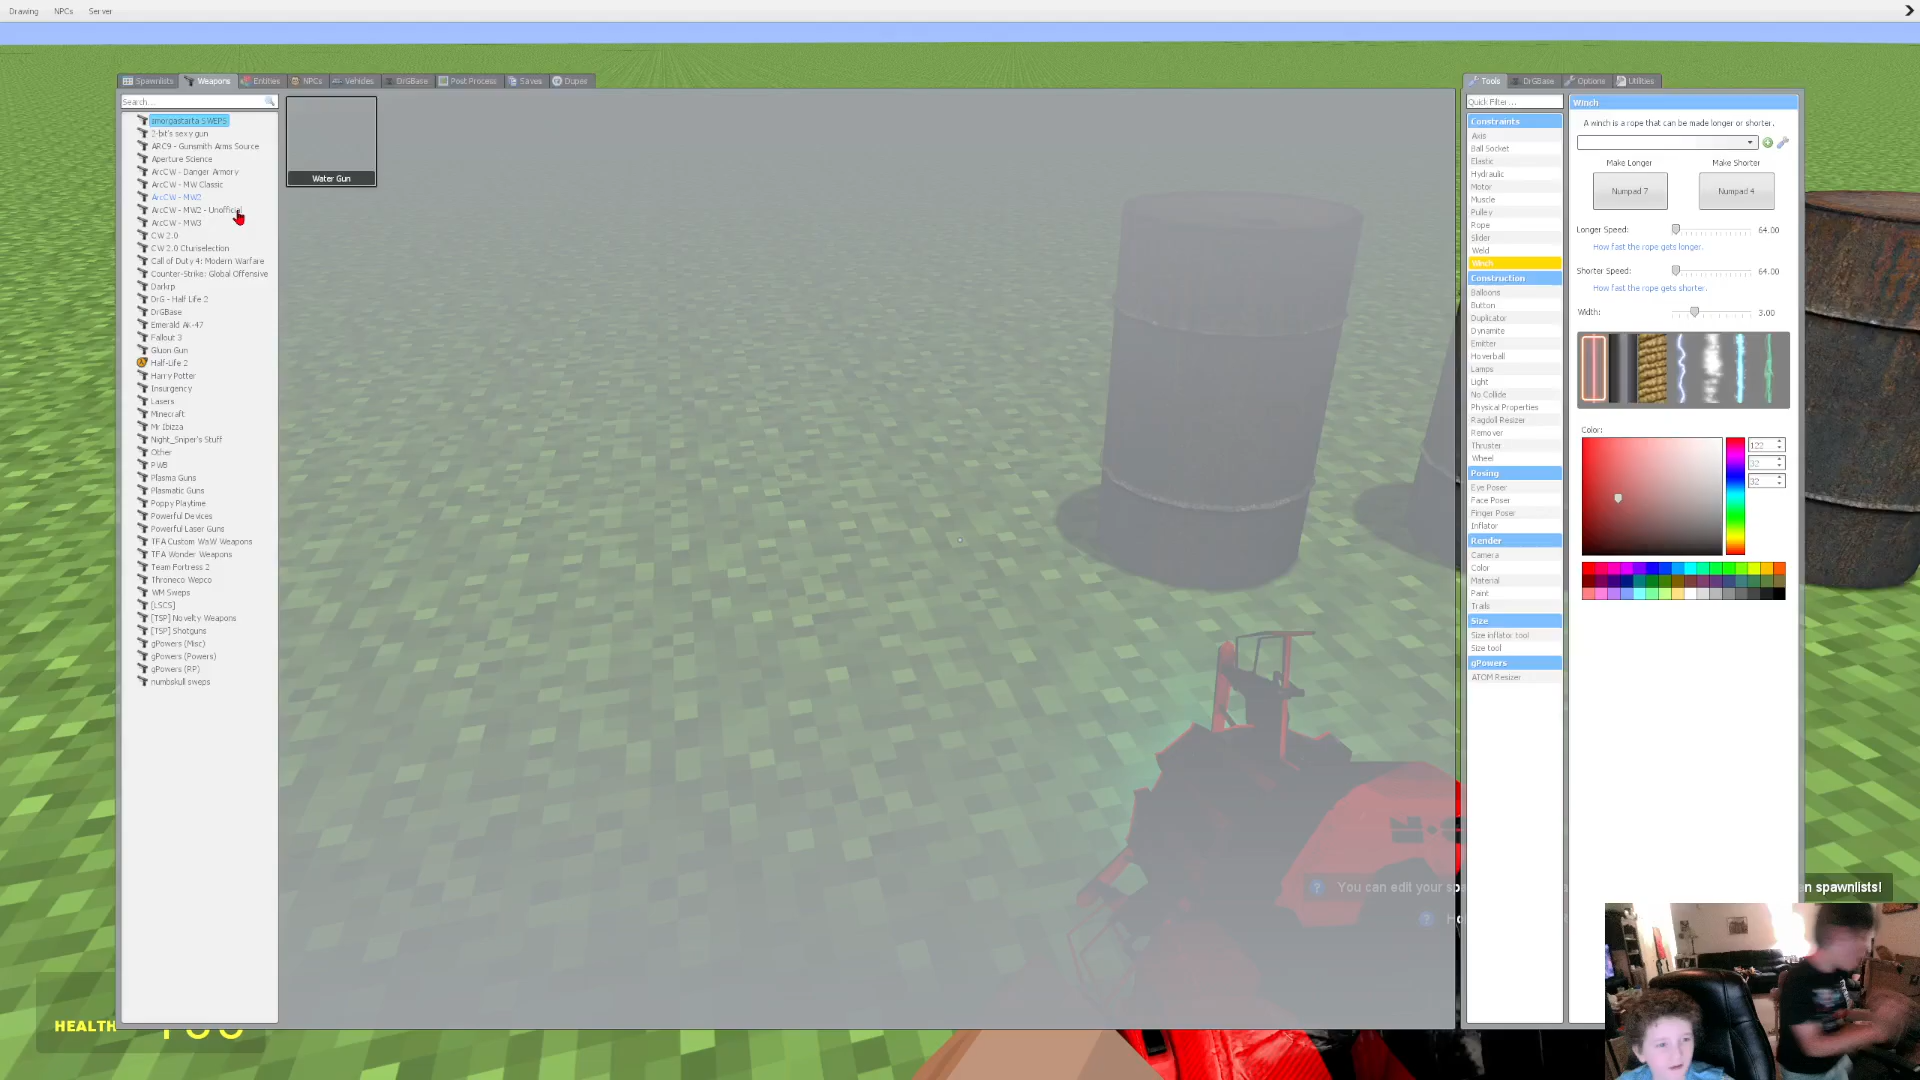 Drawing NPCs Server
Spawnlists Weapons Entities NPCs Vehicles DrGBase Post Process Saves Dupes
Search...
smorgastarta SWEPS
2-bit's sexy gun
ARC9 - Gunsmith Arms Source
Aperture Science
ArcCW - Danger Armory
ArcCW - MW Classic
ArcCW - MW2
ArcCW - MW2 - Unofficial
ArcCW - MW3
CW 2.0
CW 2.0 Churiselection
Call of Duty 4: Modern Warfare
Counter-Strike: Global Offensive
Darkrp
DrG - Half Life 2
DrGBase
Emerald AK-47
Fallout 3
Gluon Gun
Half-Life 2
Harry Potter
Insurgency
Lasers
Minecraft
Mr Ibizza
Night_Sniper's Stuff
Other
PWB
Plasma Guns
Plasmatic Guns
Poppy Playtime
Powerful Devices
Powerful Laser Guns
TFA Custom WaW Weapons
TFA Wonder Weapons
Team Fortress 2
Throneco Wepco
WM Sweps
[LSCS]
[TSP] Novelty Weapons
[TSP] Shotguns
gPowers (Misc)
gPowers (Powers)
gPowers (RP)
numbskull sweps
Water Gun
HEALTH 100
You can edit your
n spawnlists!
Tools DrGBase Options Utilities
Quick Filter ...
Constraints
Axis
Ball Socket
Elastic
Hydraulic
Motor
Muscle
Pulley
Rope
Slider
Weld
Winch
Construction
Balloons
Button
Duplicator
Dynamite
Emitter
Hoverball
Lamps
Light
No Collide
Physical Properties
Ragdoll Resizer
Remover
Thruster
Wheel
Posing
Eye Poser
Face Poser
Finger Poser
Inflator
Render
Camera
Color
Material
Paint
Trails
Size
Size inflator tool
Size tool
gPowers
ATOM Resizer
Winch
A winch is a rope that can be made longer or shorter.
Make Longer Make Shorter
Numpad 7 Numpad 4
Longer Speed: 64.00
How fast the rope gets longer.
Shorter Speed: 64.00
How fast the rope gets shorter.
Width: 3.00
Color:
122
32
32